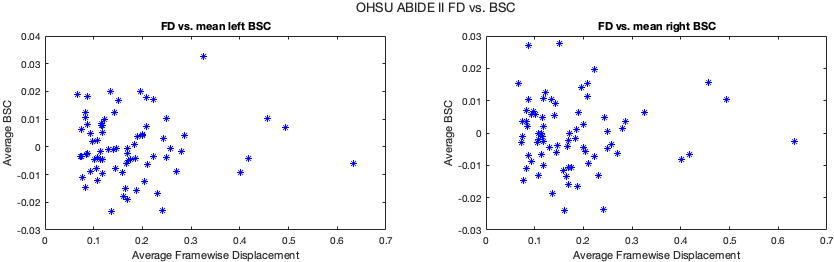 OHSU ABIDE II FD vs. BSC
FD vs. mean left BSC
0.04
0.03
0.02
0.01
0
-0.01
-0.02
-0.03
Average BSC
0 0.1 0.2 0.3 0.4 0.5 0.6 0.7
Average Framewise Displacement
FD vs. mean right BSC
0.03
0.02
0.01
0
-0.01
-0.02
-0.03
Average BSC
0 0.1 0.2 0.3 0.4 0.5 0.6 0.7
Average Framewise Displacement